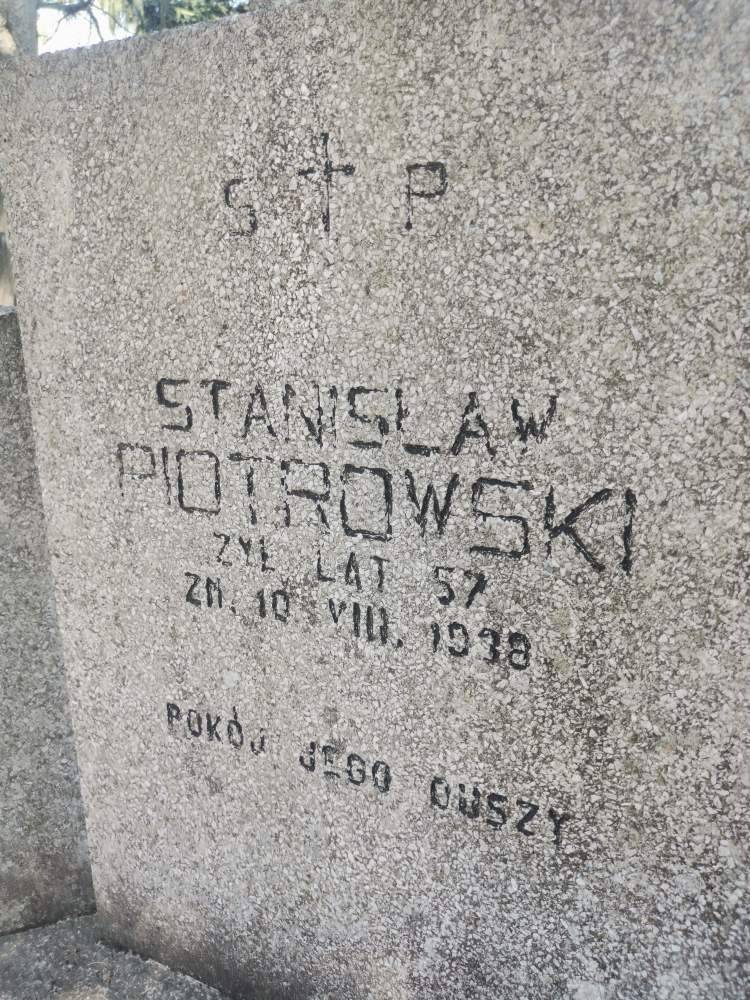 S † P
STANISŁAW
PIOTROWSKI
ŻYŁ LAT 57
ZM. 10 VIII. 1938
POKÓJ JEGO DUSZY